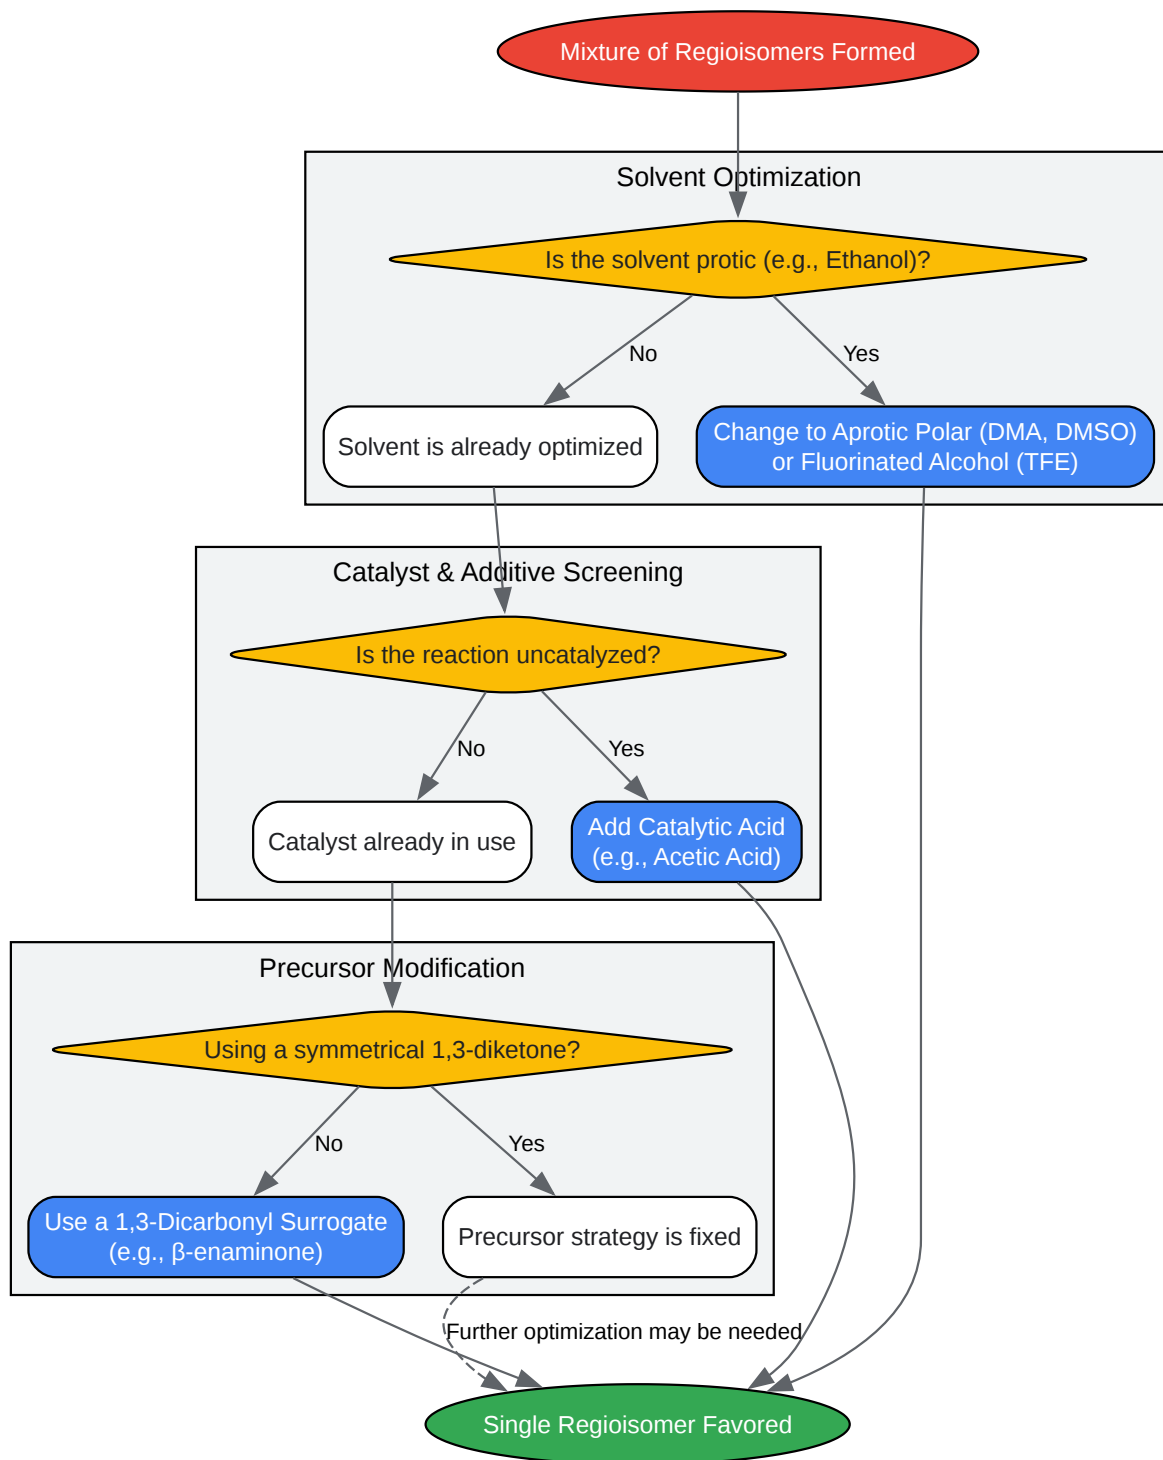 Mixture of Regioisomers Formed
Solvent Optimization
Is the solvent protic (e.g., Ethanol)?
No
Yes
Solvent is already optimized
Change to Aprotic Polar (DMA, DMSO)
or Fluorinated Alcohol (TFE)
Catalyst & Additive Screening
Is the reaction uncatalyzed?
No
Yes
Catalyst already in use
Add Catalytic Acid
(e.g., Acetic Acid)
Precursor Modification
Using a symmetrical 1,3-diketone?
No
Yes
Use a 1,3-Dicarbonyl Surrogate
(e.g., β-enaminone)
Precursor strategy is fixed
Further optimization may be needed
Single Regioisomer Favored